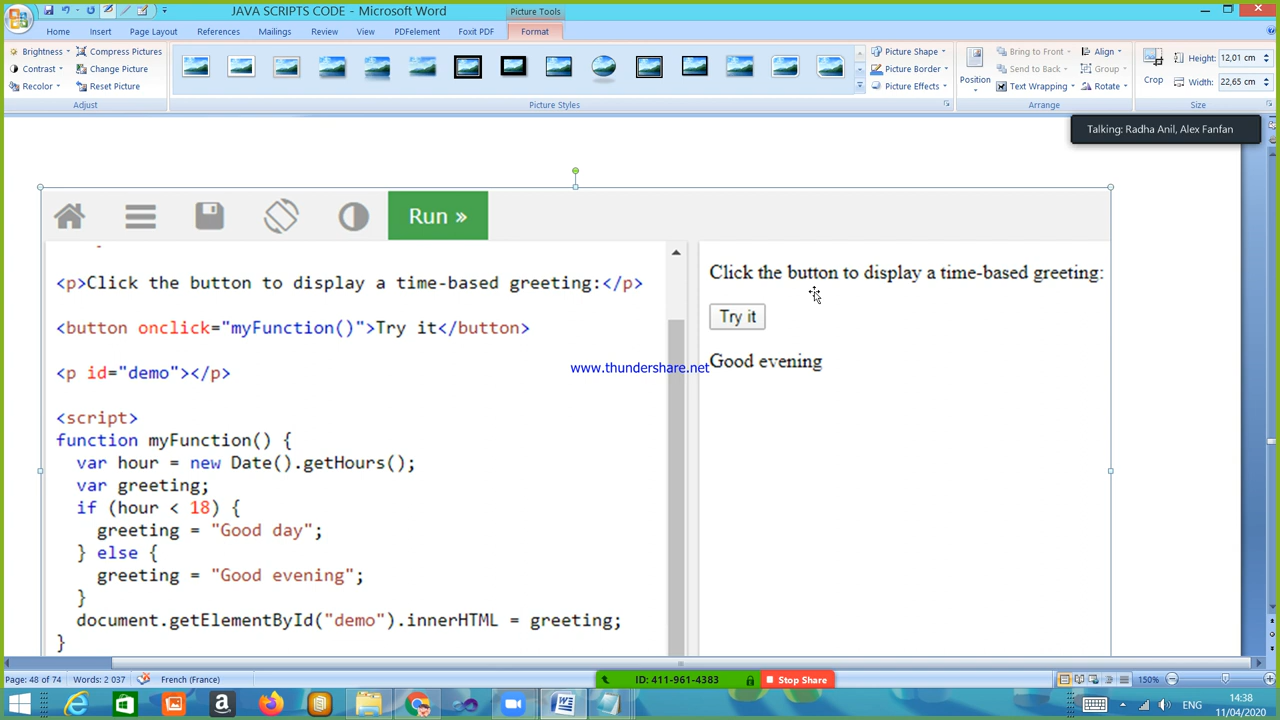 JAVA SCRIPTS CODE - Microsoft Word
Picture Tools
Home Insert Page Layout References Mailings Review View PDFelement Foxit PDF Format
Brightness Compress Pictures Picture Shape Bring to Front Align Height: 12,01 cm
Contrast Change Picture Picture Border Position Send to Back Group Crop Width: 22,65 cm
Recolor Reset Picture Picture Effects Text Wrapping Rotate
Adjust Picture Styles Arrange Size
Talking: Radha Anil, Alex Fanfan
Run »
<p>Click the button to display a time-based greeting:</p>
<button onclick="myFunction()">Try it</button>
<p id="demo"></p>
<script>
function myFunction() {
var hour = new Date().getHours();
var greeting;
if (hour < 18) {
greeting = "Good day";
} else {
greeting = "Good evening";
}
document.getElementById("demo").innerHTML = greeting;
}
Click the button to display a time-based greeting:
Try it
Good evening
www.thundershare.net
Page: 48 of 74 Words: 2 037 French (France) ID: 411-961-4383 Stop Share 150%
ENG 14:38
11/04/2020